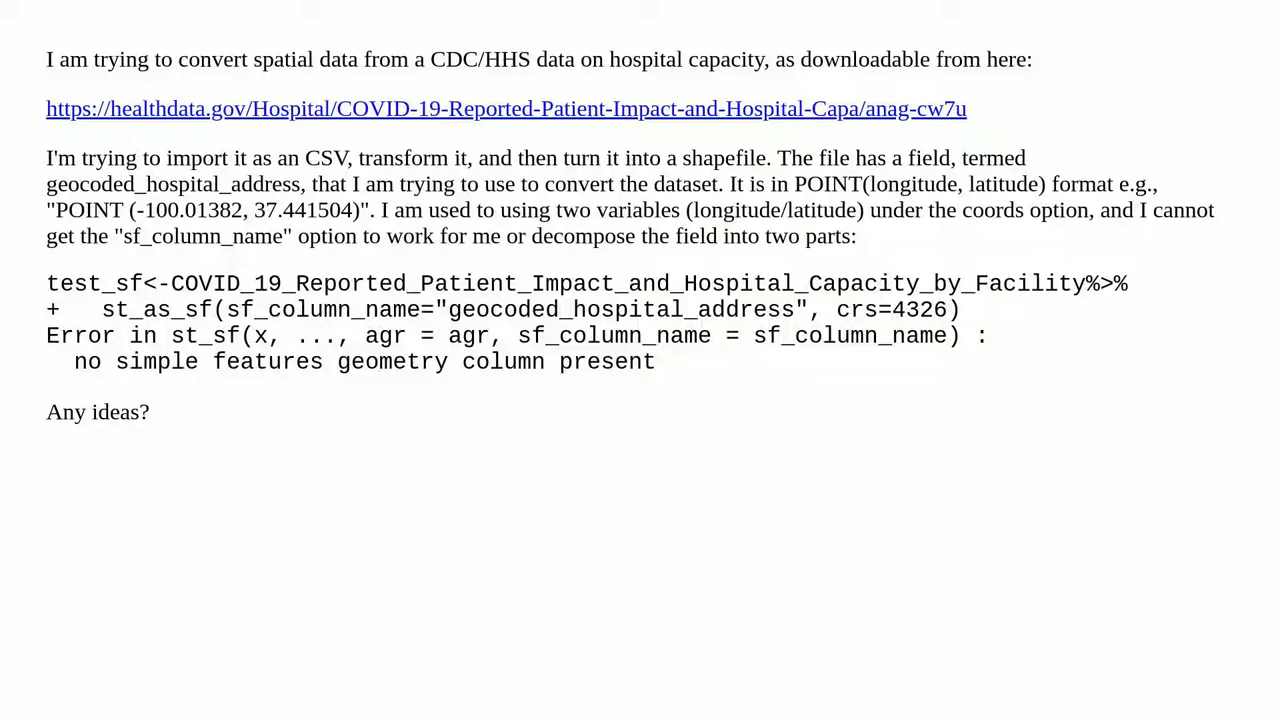 I am trying to convert spatial data from a CDC/HHS data on hospital capacity, as downloadable from here:
https://healthdata.gov/Hospital/COVID-19-Reported-Patient-Impact-and-Hospital-Capa/anag-cw7u
I'm trying to import it as an CSV, transform it, and then turn it into a shapefile. The file has a field, termed
geocoded_hospital_address, that I am trying to use to convert the dataset. It is in POINT(longitude, latitude) format e.g.,
"POINT (-100.01382, 37.441504)". I am used to using two variables (longitude/latitude) under the coords option, and I cannot
get the "sf_column_name" option to work for me or decompose the field into two parts:
test_sf<-COVID_19_Reported_Patient_Impact_and_Hospital_Capacity_by_Facility%>%
+   st_as_sf(sf_column_name="geocoded_hospital_address", crs=4326)
Error in st_sf(x, ..., agr = agr, sf_column_name = sf_column_name) :
  no simple features geometry column present
Any ideas?